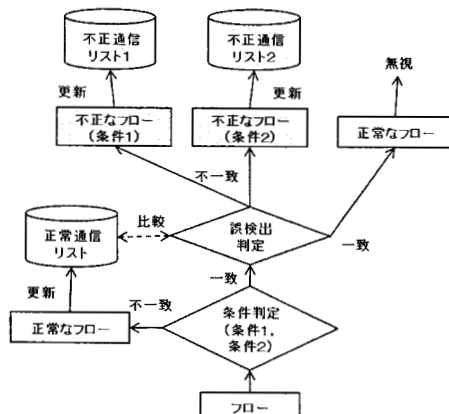 不正通信
リスト1
不正通信
リスト2
更新
更新
無視
不正なフロー
(条件1)
不正なフロー
(条件2)
正常なフロー
不一致
比較
正常通信
リスト
誤検出
判定
一致
一致
更新
不一致
正常なフロー
条件判定
(条件1,
条件2)
フロー